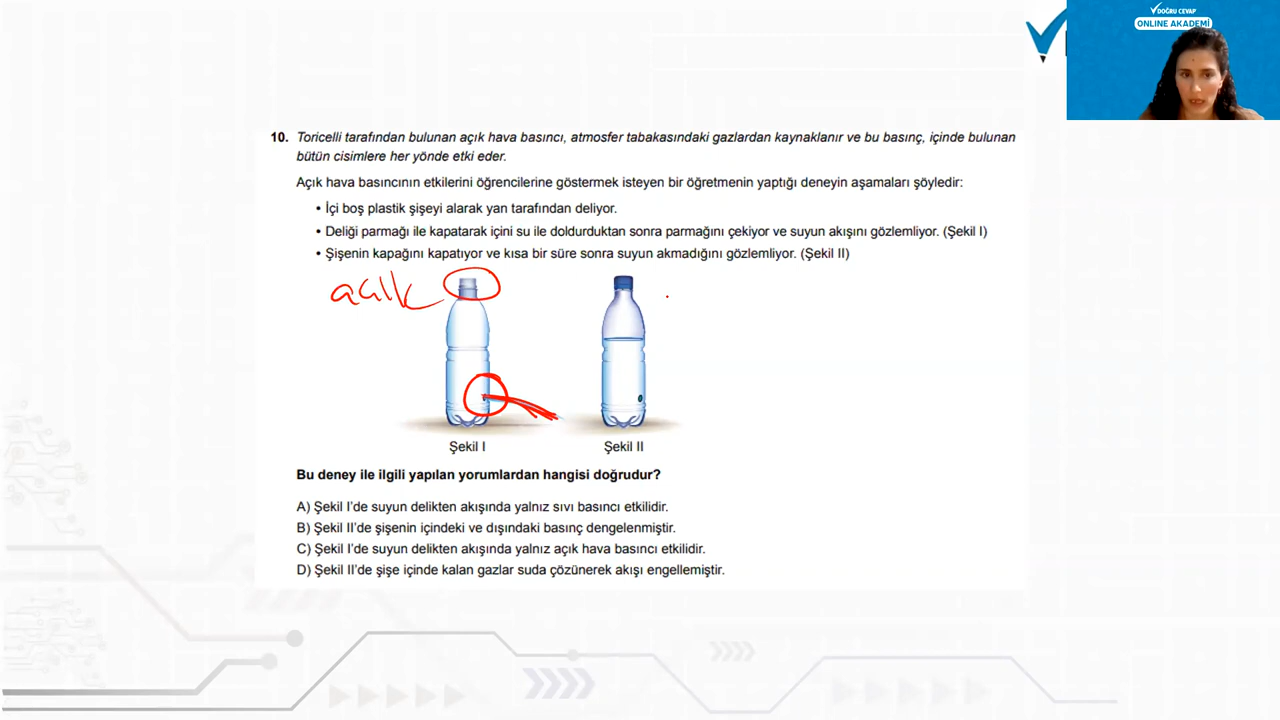 DOĞRU CEVAP
ONLINE AKADEMİ
10. Toricelli tarafından bulunan açık hava basıncı, atmosfer tabakasındaki gazlardan kaynaklanır ve bu basınç, içinde bulunan
bütün cisimlere her yönde etki eder.
Açık hava basıncının etkilerini öğrencilerine göstermek isteyen bir öğretmenin yaptığı deneyin aşamaları şöyledir:
• İçi boş plastik şişeyi alarak yan tarafından deliyor.
• Deliği parmağı ile kapatarak içini su ile doldurduktan sonra parmağını çekiyor ve suyun akışını gözlemliyor. (Şekil I)
• Şişenin kapağını kapatıyor ve kısa bir süre sonra suyun akmadığını gözlemliyor. (Şekil II)
açık
Şekil I
Şekil II
Bu deney ile ilgili yapılan yorumlardan hangisi doğrudur?
A) Şekil I’de suyun delikten akışında yalnız sıvı basıncı etkilidir.
B) Şekil II’de şişenin içindeki ve dışındaki basınç dengelenmiştir.
C) Şekil I’de suyun delikten akışında yalnız açık hava basıncı etkilidir.
D) Şekil II’de şişe içinde kalan gazlar suda çözünerek akışı engellemiştir.